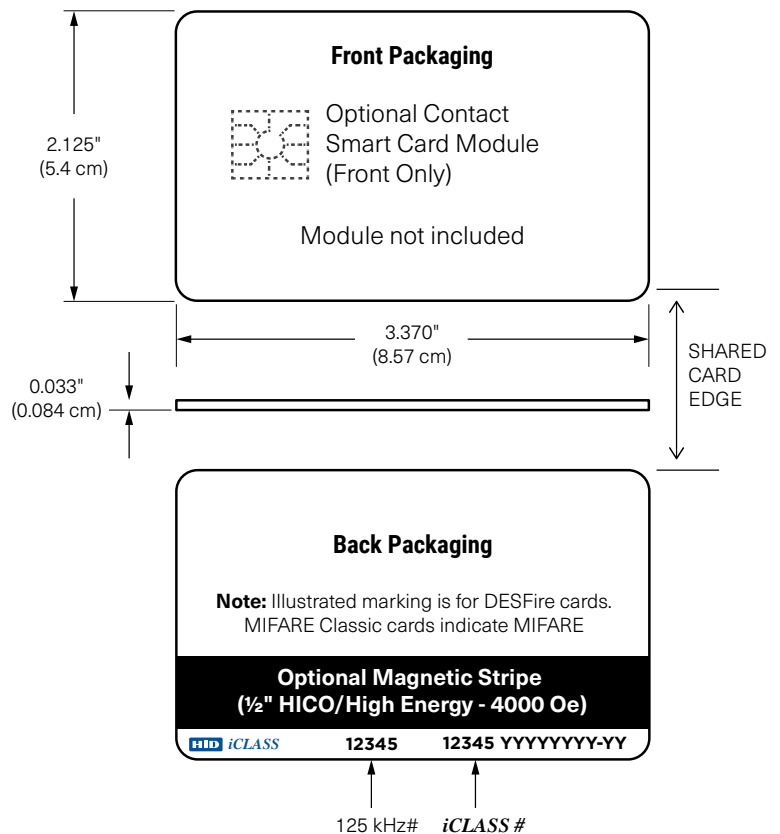 Front Packaging
Optional Contact
Smart Card Module
(Front Only)
Module not included
2.125"
(5.4 cm)
3.370"
(8.57 cm)
SHARED
CARD
EDGE
0.033"
(0.084 cm)
Back Packaging
Note: Illustrated marking is for DESFire cards.
MIFARE Classic cards indicate MIFARE
Optional Magnetic Stripe
(½" HICO/High Energy - 4000 Oe)
HID iCLASS 12345 12345 YYYYYYYY-YY
125 kHz# iCLASS #